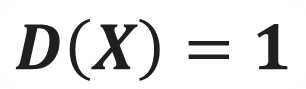 D(X) = 1